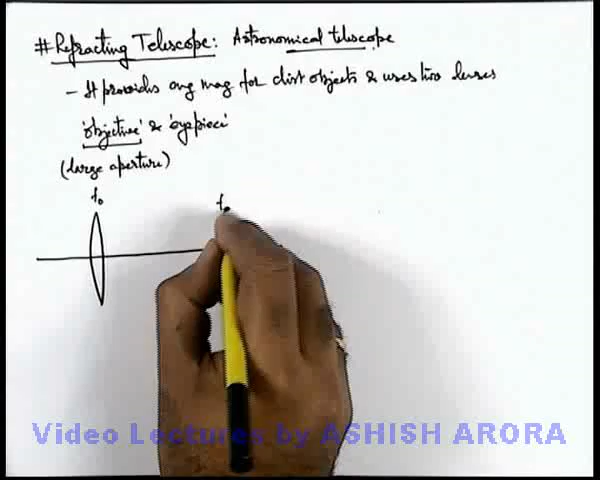 # Refracting Telescope: Astronomical telescope
- It provides ang mag for dist objects & uses two lenses
'objective' & 'eyepiece'
(large aperture)
fo
Video Lectures by ASHISH ARORA